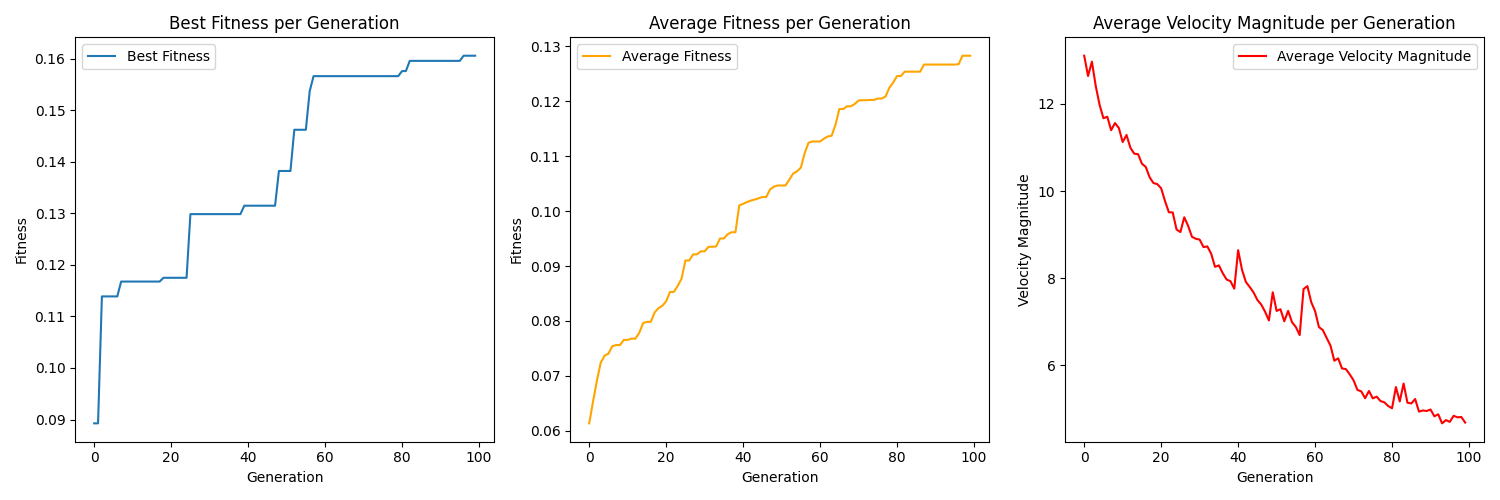 Best Fitness per Generation
Best Fitness
0.16
0.15
0.14
0.13
0.12
0.11
0.10
0.09
Fitness
0 20 40 60 80 100
Generation
Average Fitness per Generation
Average Fitness
0.13
0.12
0.11
0.10
0.09
0.08
0.07
0.06
Fitness
0 20 40 60 80 100
Generation
Average Velocity Magnitude per Generation
Average Velocity Magnitude
12
10
8
6
Velocity Magnitude
0 20 40 60 80 100
Generation